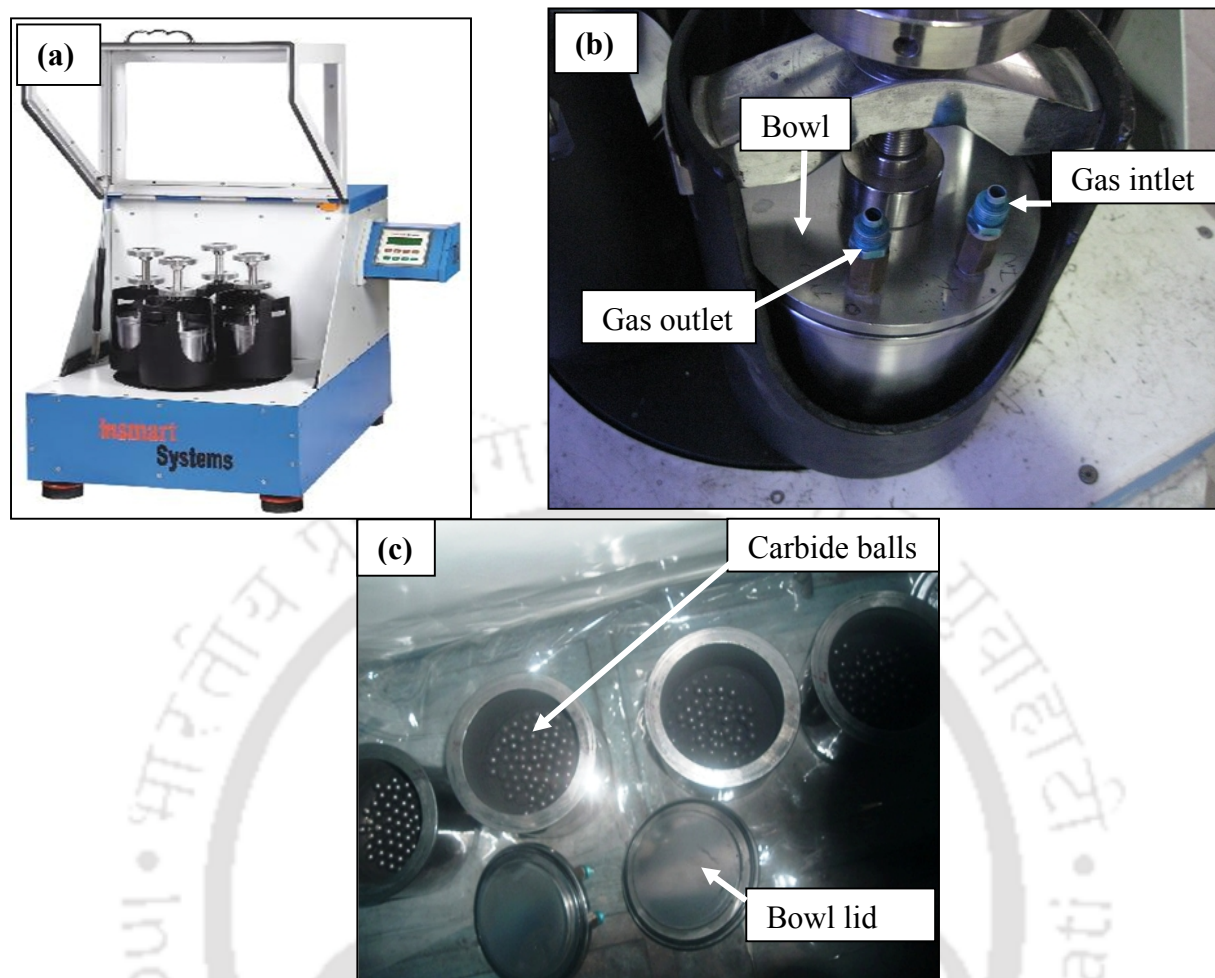 (a)
Insmart
Systems
(b)
Bowl
Gas intlet
Gas outlet
(c)
Carbide balls
Bowl lid